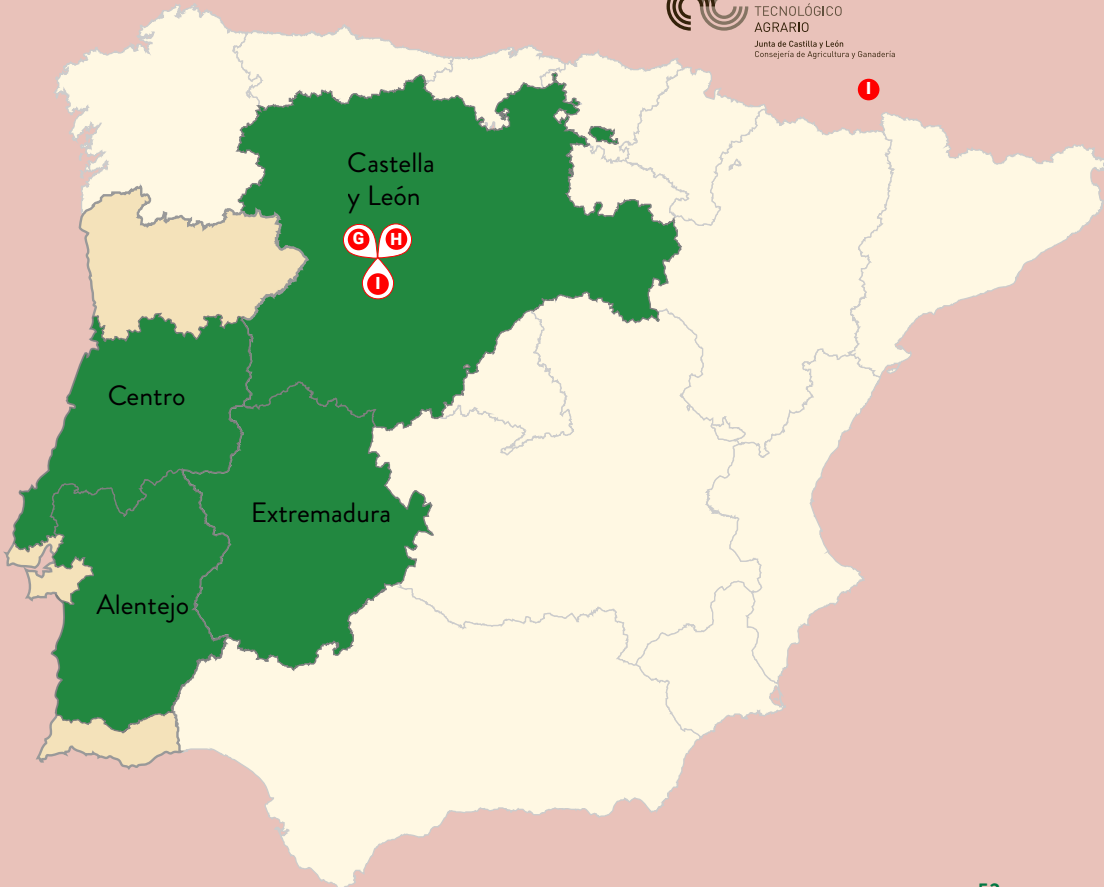 TECNOLÓGICO
AGRARIO
Junta de Castilla y León
Consejería de Agricultura y Ganadería
I
Castella
y León
G H
I
Centro
Extremadura
Alentejo